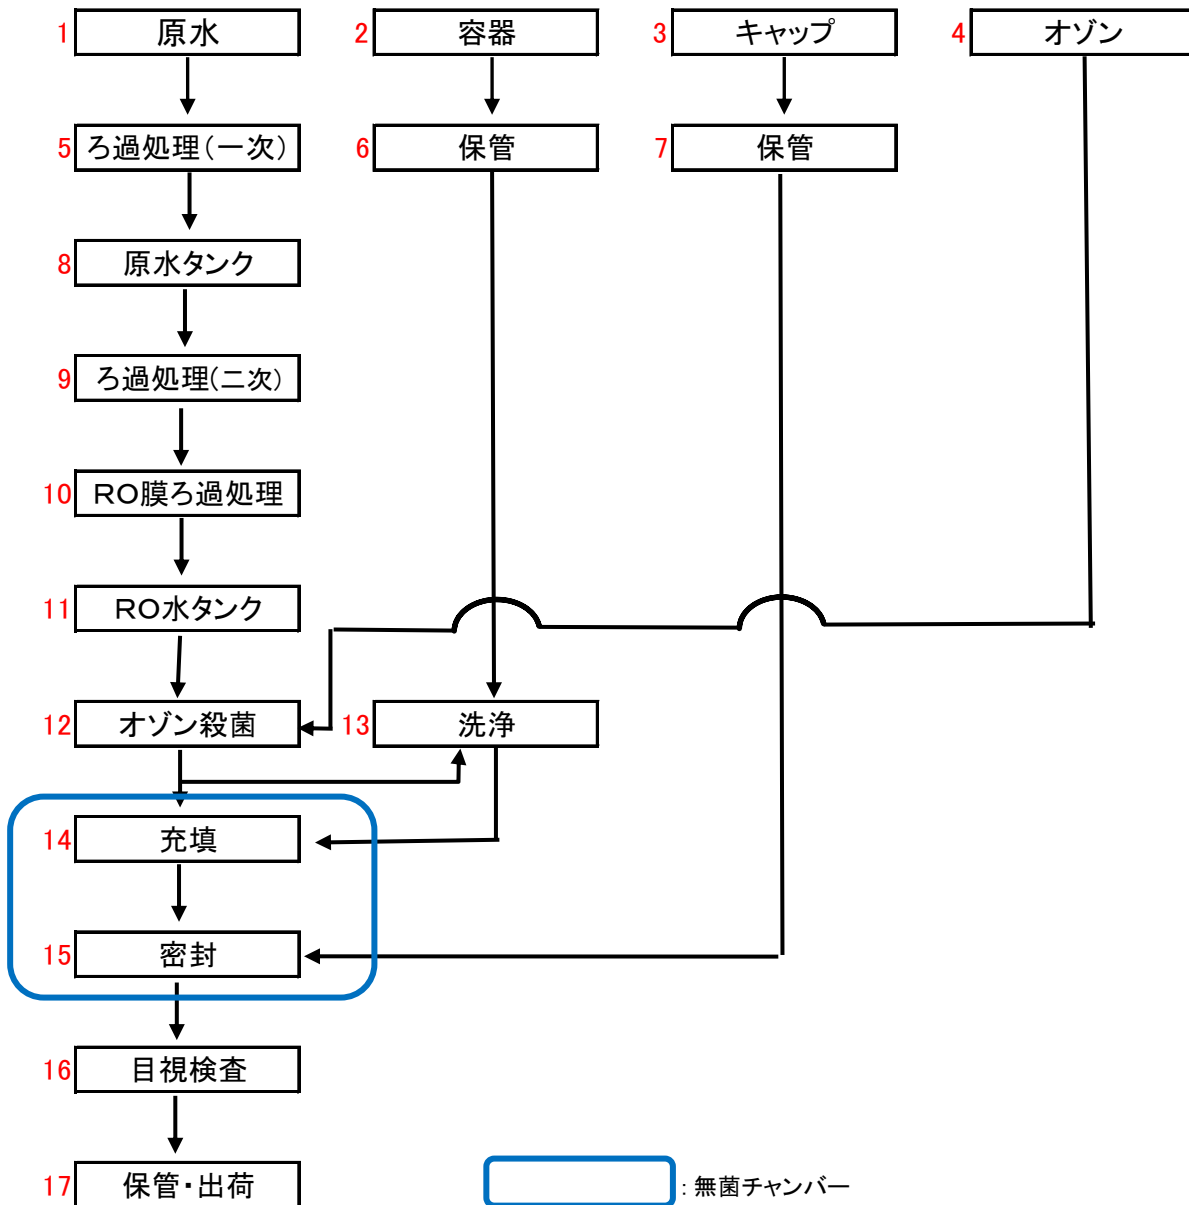 1 原水 2 容器 3 キャップ 4 オゾン
5 ろ過処理（一次） 6 保管 7 保管
8 原水タンク
9 ろ過処理(二次)
10 ＲＯ膜ろ過処理
11 ＲＯ水タンク
12 オゾン殺菌 13 洗浄
14 充填
15 密封
16 目視検査
17 保管・出荷 : 無菌チャンバー